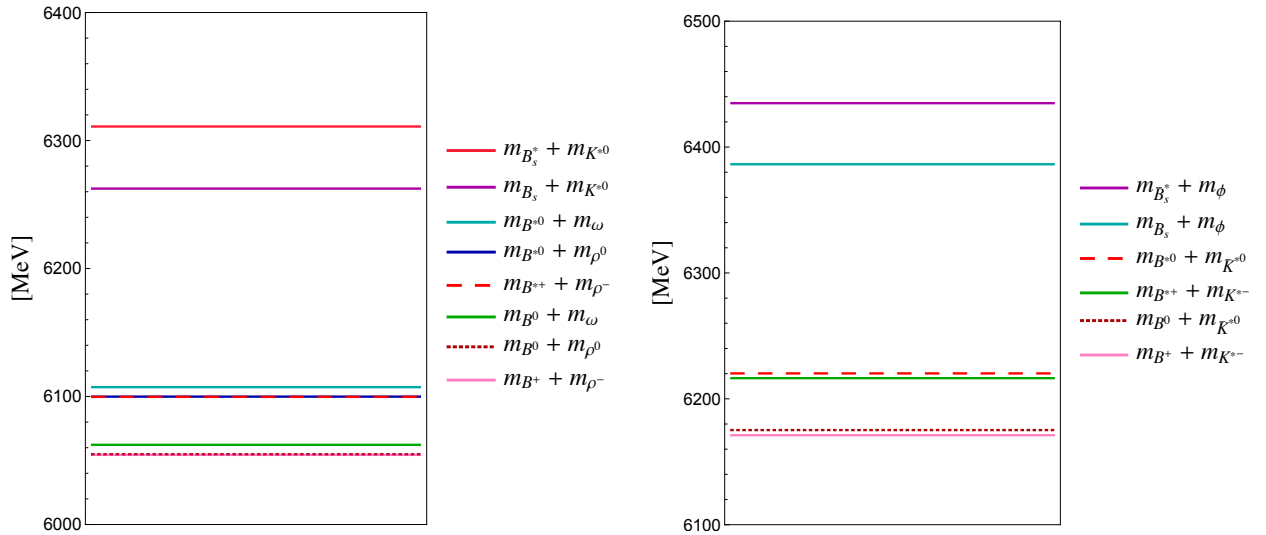 6400
6300
6200
6100
6000
[MeV]
m_{B_s^*} + m_{K^{*0}}
m_{B_s} + m_{K^{*0}}
m_{B^{*0}} + m_ω
m_{B^{*0}} + m_{ρ^0}
m_{B^{*+}} + m_{ρ^-}
m_{B^0} + m_ω
m_{B^0} + m_{ρ^0}
m_{B^+} + m_{ρ^-}
6500
6400
6300
6200
6100
[MeV]
m_{B_s^*} + m_ϕ
m_{B_s} + m_ϕ
m_{B^{*0}} + m_{\bar{K}^{*0}}
m_{B^{*+}} + m_{K^{*-}}
m_{B^0} + m_{\bar{K}^{*0}}
m_{B^+} + m_{K^{*-}}